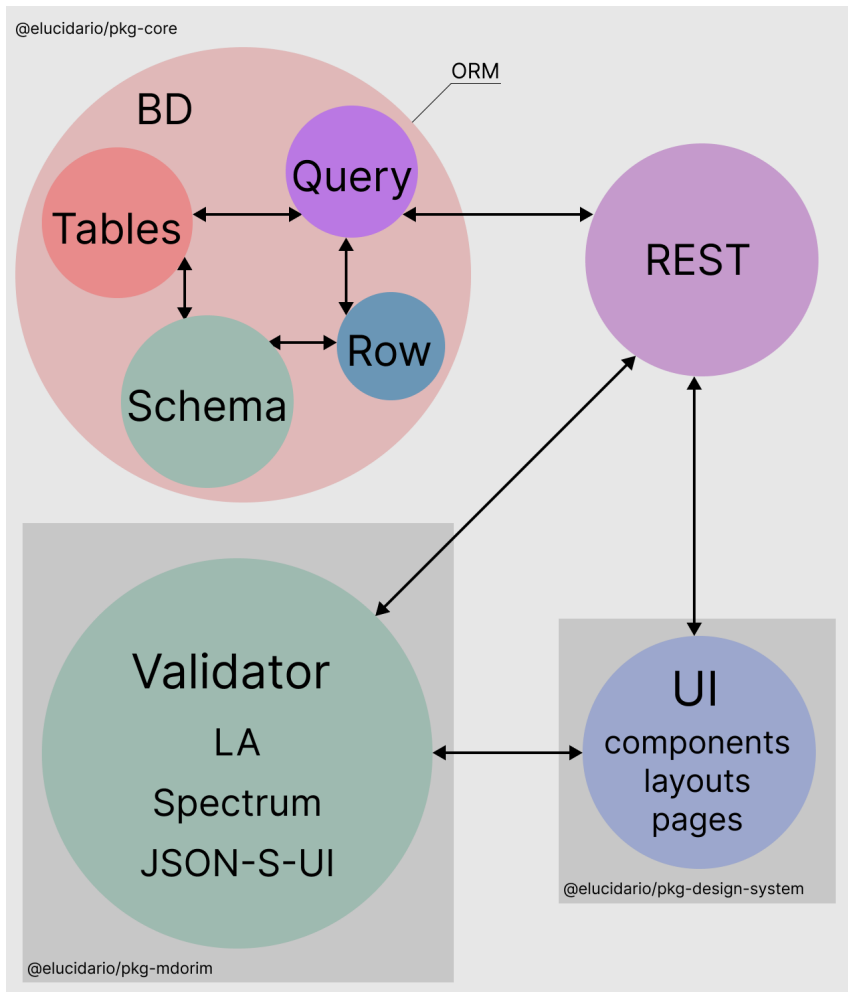 @elucidario/pkg-core
ORM
BD
Query
Tables
REST
Row
Schema
Validator
LA
Spectrum
JSON-S-UI
UI
components
layouts
pages
@elucidario/pkg-design-system
@elucidario/pkg-mdorim